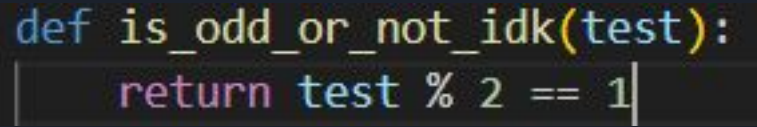 def is_odd_or_not_idk(test):
    return test % 2 == 1